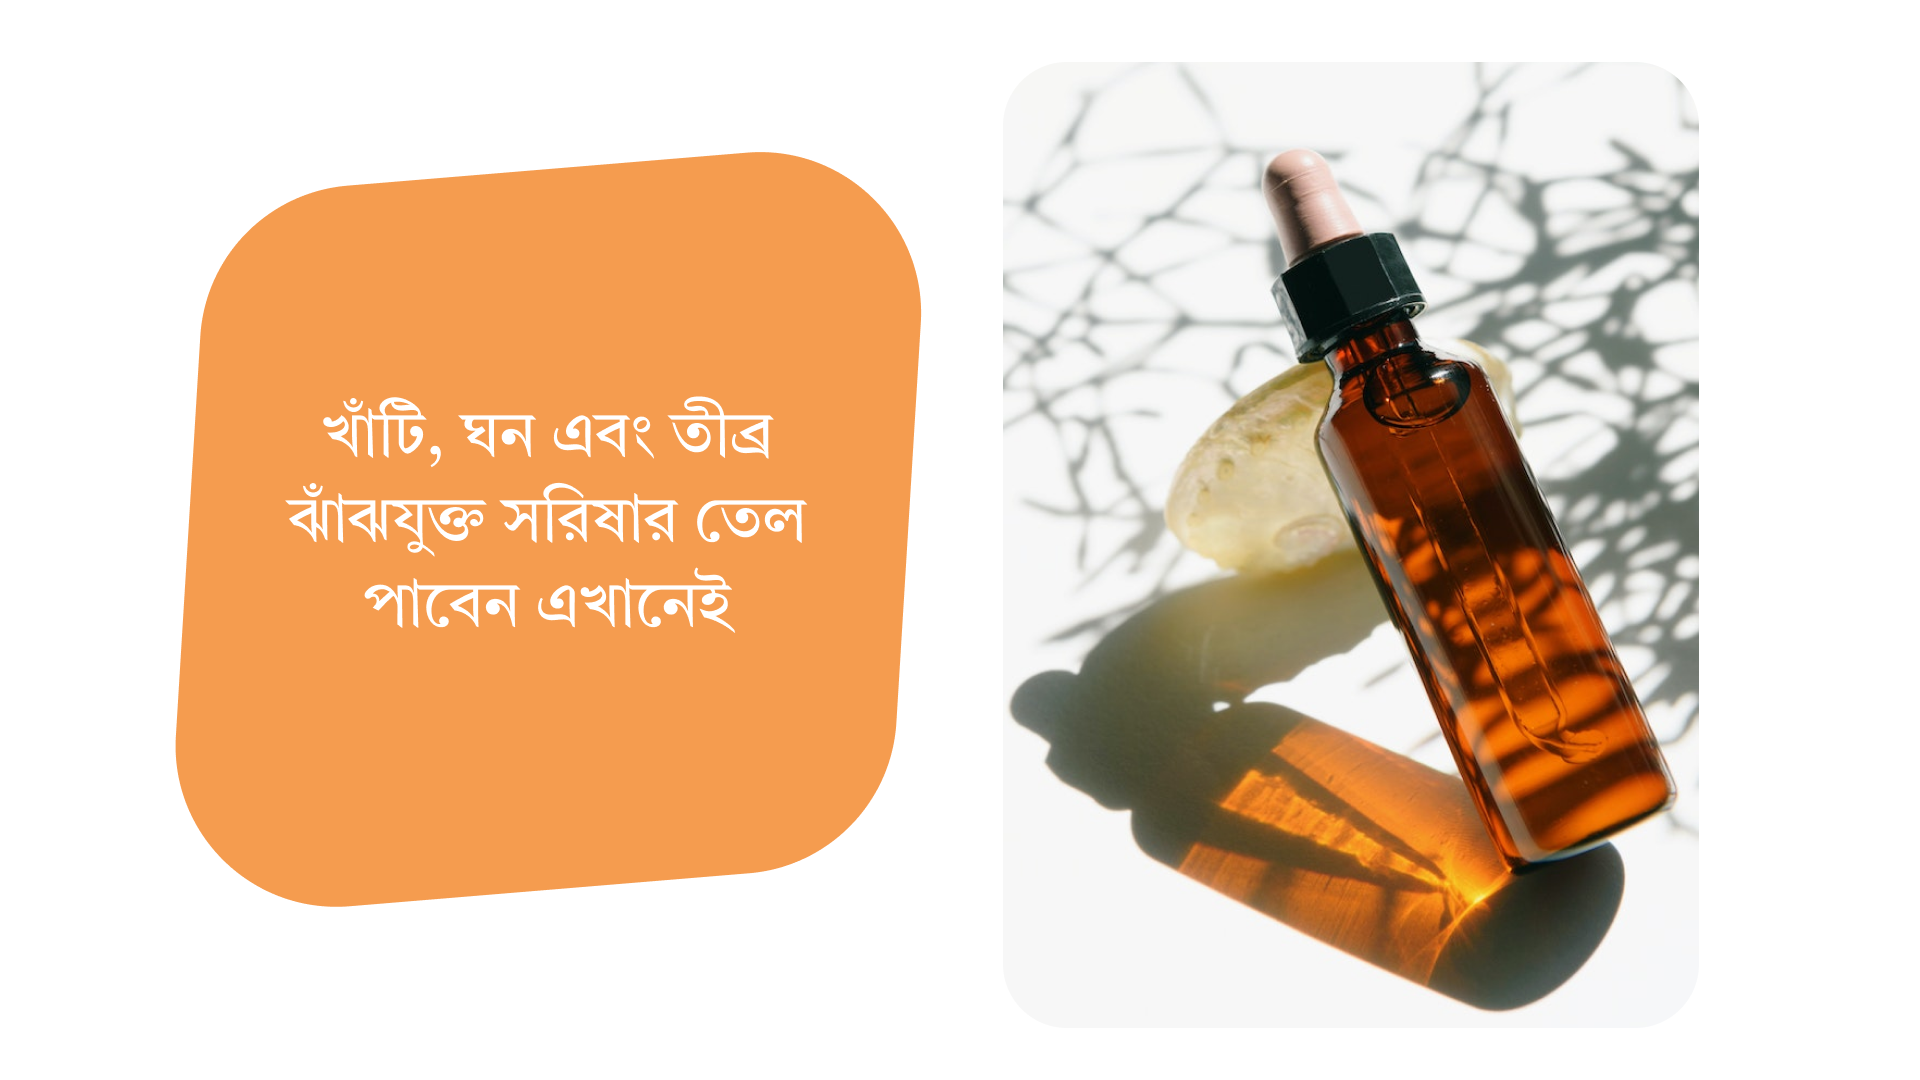 খাঁটি, ঘন এবং তীব্র
ঝাঁঝযুক্ত সরিষার তেল
পাবেন এখানেই